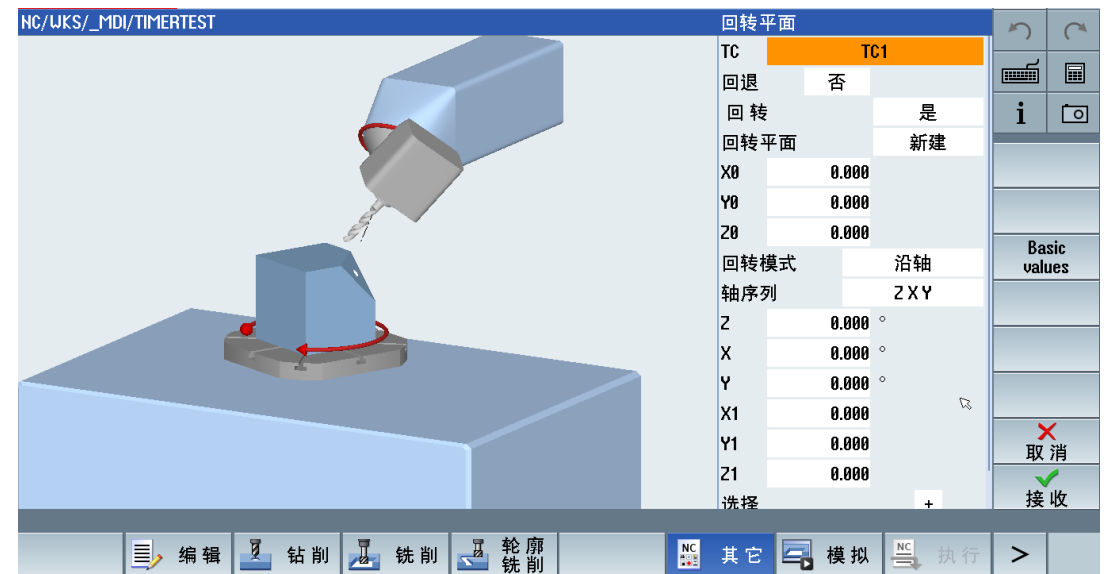 NC/WKS/_MDI/TIMERTEST
回转平面
TC TC1
回退 否
回转 是
回转平面 新建
X0 0.000
Y0 0.000
Z0 0.000
回转模式 沿轴
轴序列 Z X Y
Z 0.000 °
X 0.000 °
Y 0.000 °
X1 0.000
Y1 0.000
Z1 0.000
选择 +
i
Basic
values
取消
接收
编辑
钻削
铣削
轮廓
铣削
NC
其它
模拟
NC
执行
>